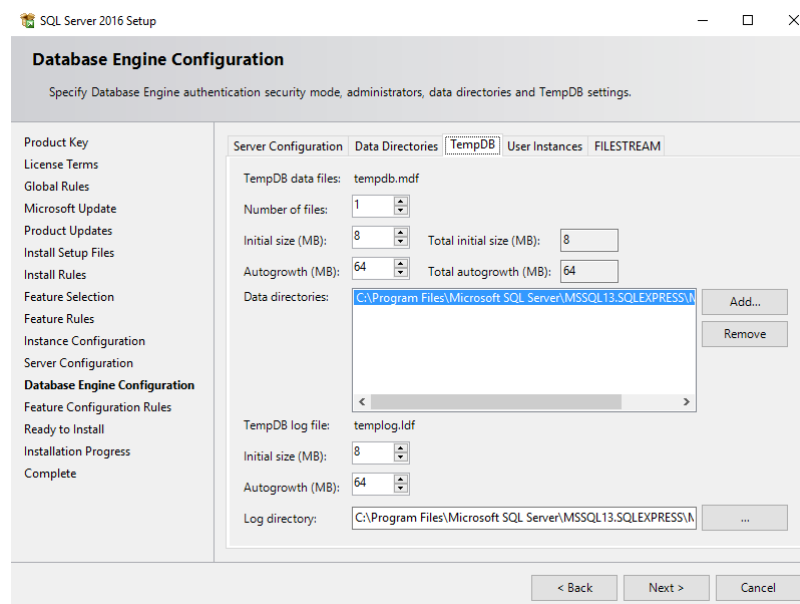 SQL Server 2016 Setup
Database Engine Configuration
Specify Database Engine authentication security mode, administrators, data directories and TempDB settings.
Product Key
License Terms
Global Rules
Microsoft Update
Product Updates
Install Setup Files
Install Rules
Feature Selection
Feature Rules
Instance Configuration
Server Configuration
Database Engine Configuration
Feature Configuration Rules
Ready to Install
Installation Progress
Complete
Server Configuration Data Directories TempDB User Instances FILESTREAM
TempDB data files: tempdb.mdf
Number of files: 1
Initial size (MB): 8 Total initial size (MB): 8
Autogrowth (MB): 64 Total autogrowth (MB): 64
Data directories: C:\Program Files\Microsoft SQL Server\MSSQL13.SQLEXPRESS\ Add...
Remove
TempDB log file: templog.ldf
Initial size (MB): 8
Autogrowth (MB): 64
Log directory: C:\Program Files\Microsoft SQL Server\MSSQL13.SQLEXPRESS\ ...
< Back Next > Cancel